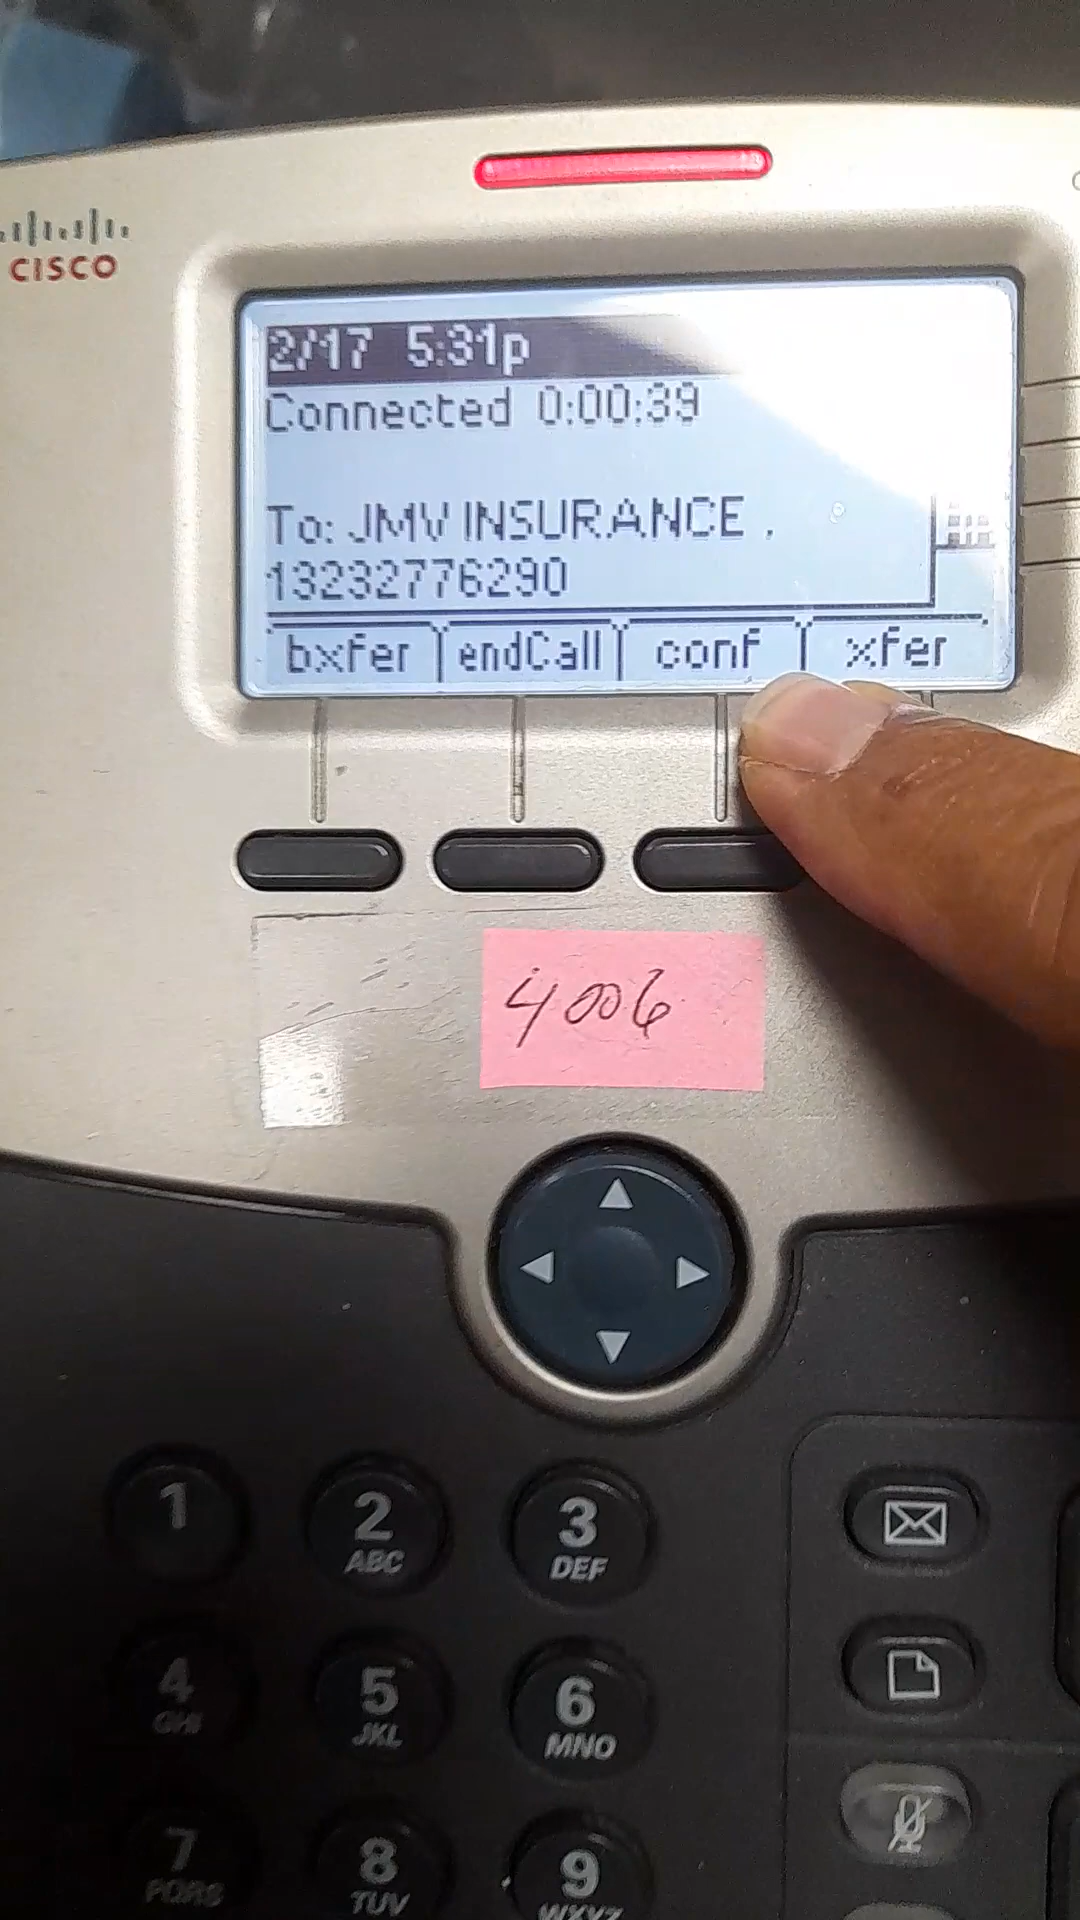 CISCO
2/17 5:31p
Connected 0:00:39
To: JMV INSURANCE .
13232776290
bxfer endCall conf xfer
4006
1 2 3
ABC DEF
4 5 6
GHI JKL MNO
7 8 9
PQRS TUV WXYZ